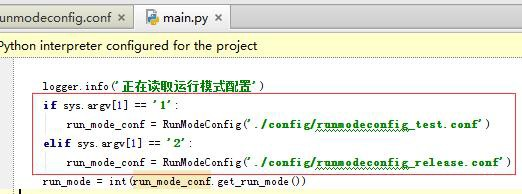 unmodeconfig.conf × main.py ×
Python interpreter configured for the project
logger.info('正在读取运行模式配置')
if sys.argv[1] == '1':
run_mode_conf = RunModeConfig('./config/runmodeconfig_test.conf')
elif sys.argv[1] == '2':
run_mode_conf = RunModeConfig('./config/runmodeconfig_release.conf')
run_mode = int(run_mode_conf.get_run_mode())